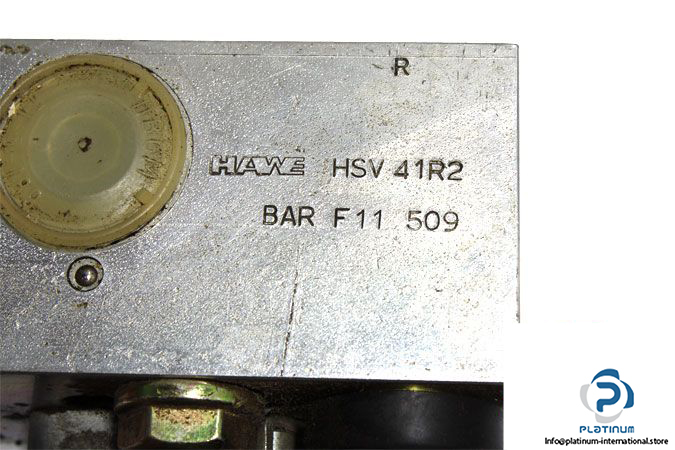 R
HAWE HSV 41R2
BAR F11 509
PLATINUM
Info@platinum-international.store